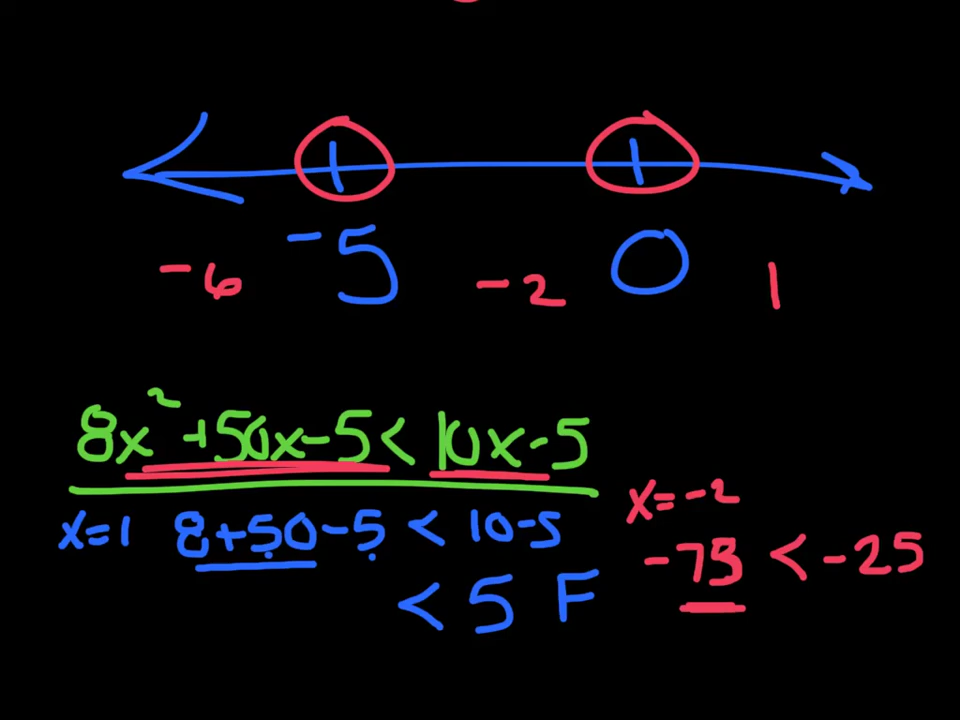 -5 0
-6 -2 1
8x² + 50x - 5 < 10x - 5
x = 1 8 + 50 - 5 < 10 - 5
< 5 F
x = -2
-73 < -25